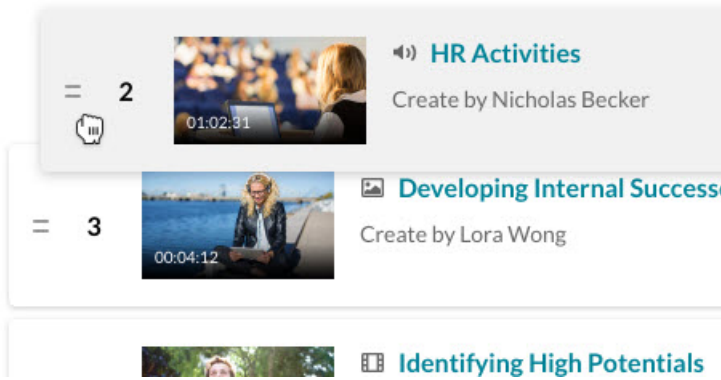 HR Activities
2
Create by Nicholas Becker
01:02:31
Developing Internal
3
Create by Lora Wong
00:04:12
Identifying High Potentials